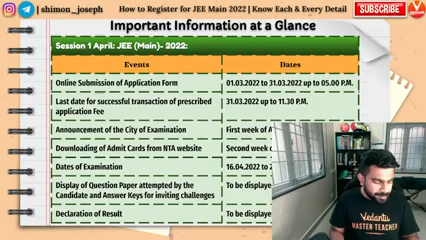 | shimon_joseph
How to Register for JEE Main 2022 | Know Each & Every Detail
SUBSCRIBE
Important Information at a Glance
Session 1 April: JEE (Main)- 2022:
Events
Dates
Online Submission of Application Form
01.03.2022 to 31.03.2022 up to 05.00 P.M.
Last date for successful transaction of prescribed
application Fee
31.03.2022 up to 11.30 P.M.
Announcement of the City of Examination
First week of A
Downloading of Admit Cards from NTA website
Second week o
Dates of Examination
16.04.2022 to 2
Display of Question Paper attempted by the
Candidate and Answer Keys for inviting challenges
To be displaye
Declaration of Result
To be displaye
Vedantu
MASTER TEACHER